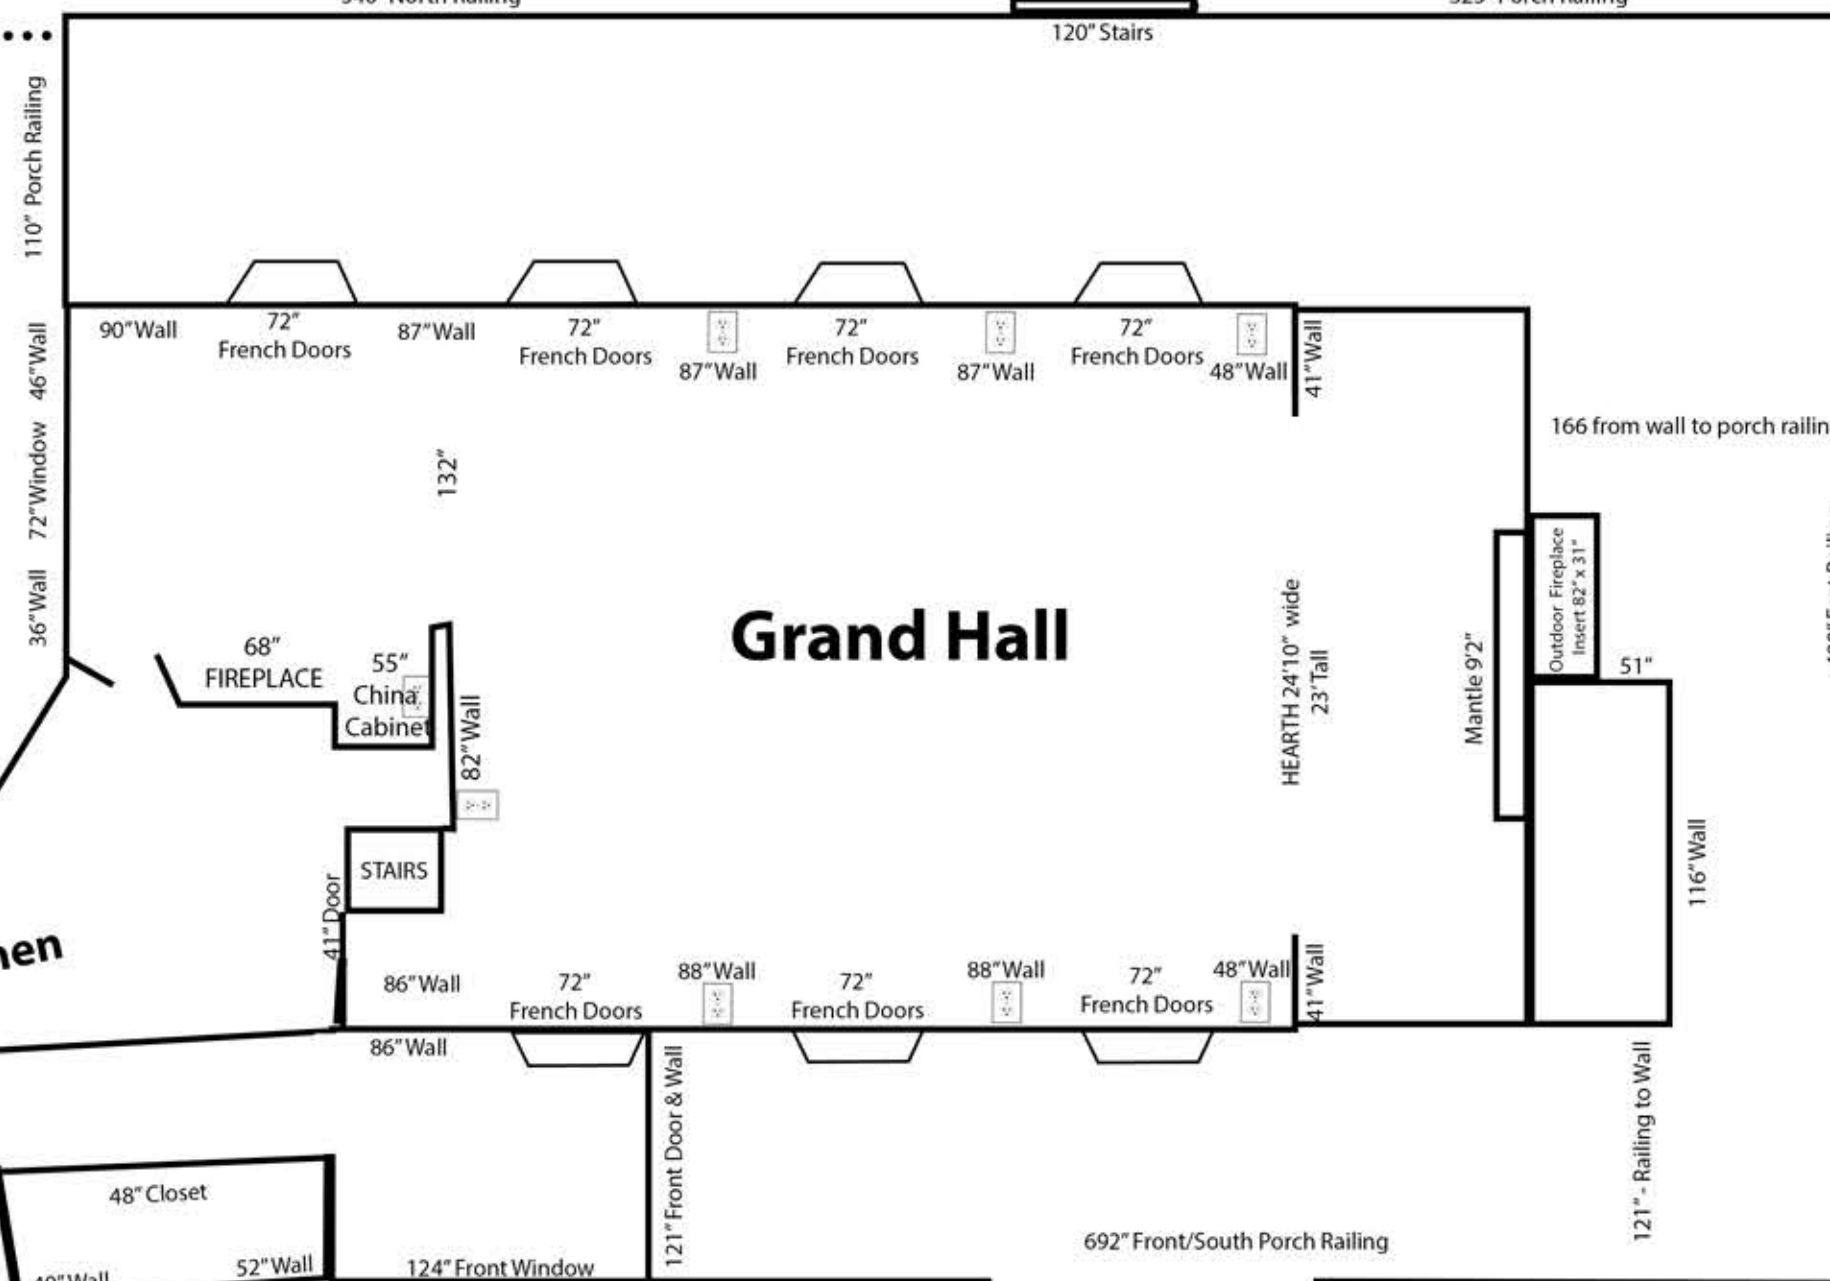 North Railing
Porch Railing
120" Stairs
110" Porch Railing
90" Wall
72"
French Doors
87" Wall
72"
French Doors
87" Wall
72"
French Doors
87" Wall
72"
French Doors
48" Wall
41" Wall
46" Wall
72" Window
36" Wall
132"
166 from wall to porch
68"
FIREPLACE
55"
China
Cabinet
82" Wall
Grand Hall
HEARTH 24'10" wide
23' Tall
Mantle 9'2"
Outdoor Fireplace
Insert 82" x 31"
51"
116" Wall
STAIRS
41" Door
86" Wall
72"
French Doors
88" Wall
72"
French Doors
88" Wall
72"
French Doors
48" Wall
41" Wall
86" Wall
121" Front Door & Wall
121" - Railing to Wall
48" Closet
52" Wall
124" Front Window
692" Front/South Porch Railing